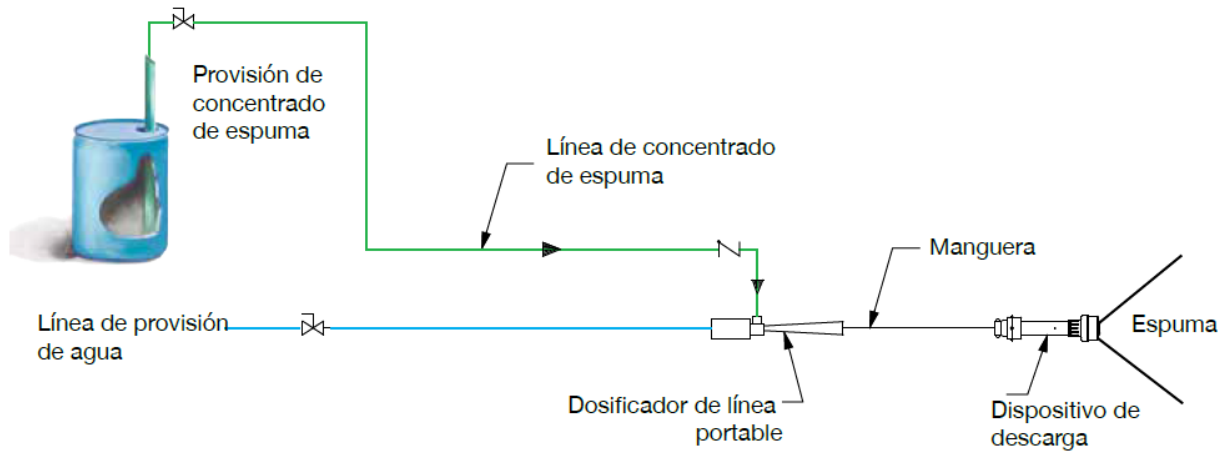 Provisión de
concentrado
de espuma
Línea de concentrado
de espuma
Manguera
Línea de provisión
de agua
Espuma
Dosificador de línea
portable
Dispositivo de
descarga